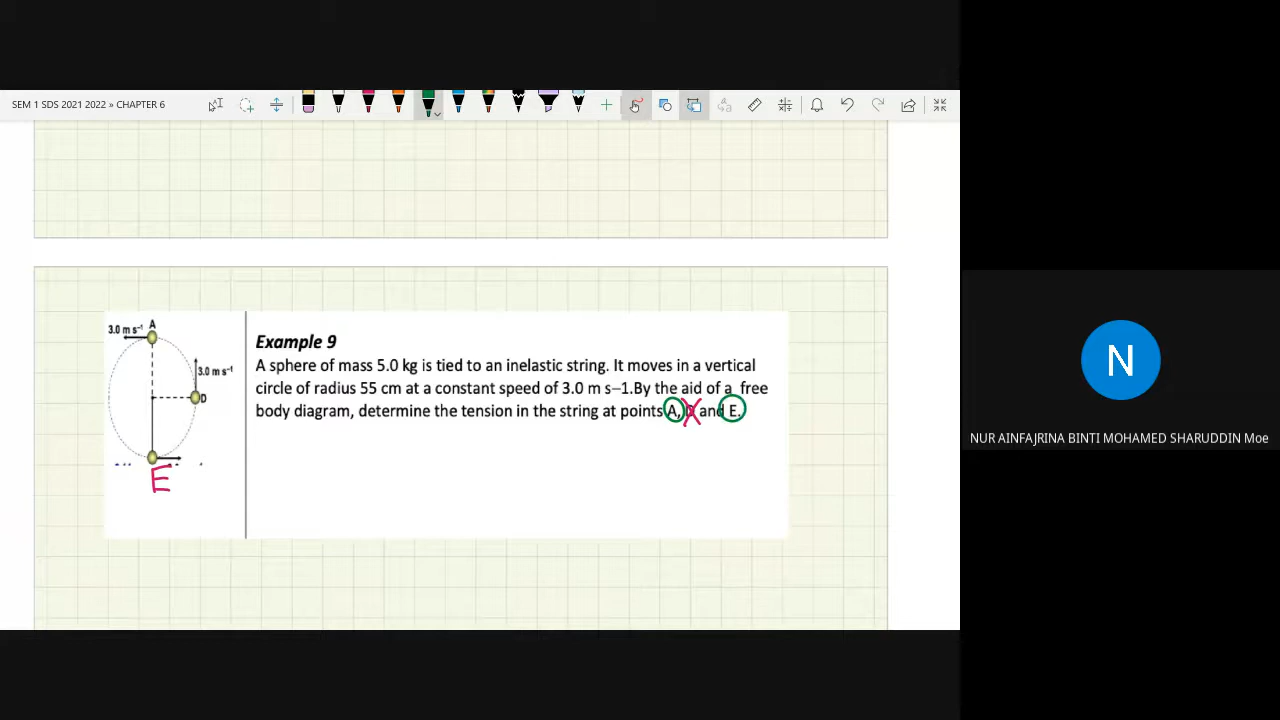 SEM 1 SDS 2021 2022 » CHAPTER 6
3.0 m s⁻¹ A
3.0 m s⁻¹
D
E
Example 9
A sphere of mass 5.0 kg is tied to an inelastic string. It moves in a vertical
circle of radius 55 cm at a constant speed of 3.0 m s–1.By the aid of a free
body diagram, determine the tension in the string at points A, D and E.
N
NUR AINFAJRINA BINTI MOHAMED SHARUDDIN Moe